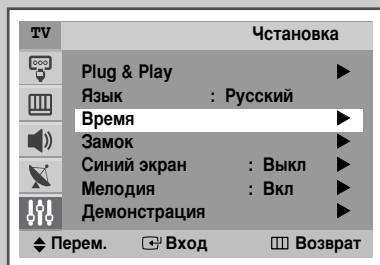 TV Чстановка
Plug & Play
Язык : Русский
Время
Замок
Синий экран : Выкл
Мелодия : Вкл
Демонстрация
Перем. Вход Возврат